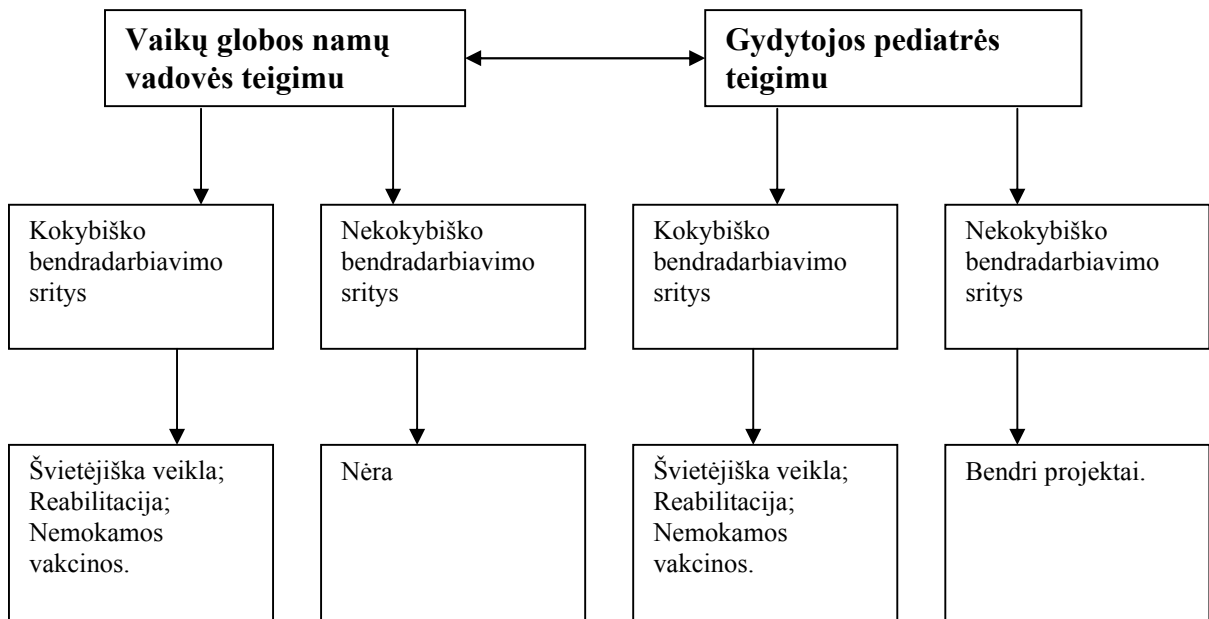 Vaikų globos namų
vadovės teigimu
Gydytojos pediatrės
teigimu
Kokybiško
bendradarbiavimo
sritys
Nekokybiško
bendradarbiavimo
sritys
Kokybiško
bendradarbiavimo
sritys
Nekokybiško
bendradarbiavimo
sritys
Švietėjiška veikla;
Reabilitacija;
Nemokamos
vakcinos.
Nėra
Švietėjiška veikla;
Reabilitacija;
Nemokamos
vakcinos.
Bendri projektai.